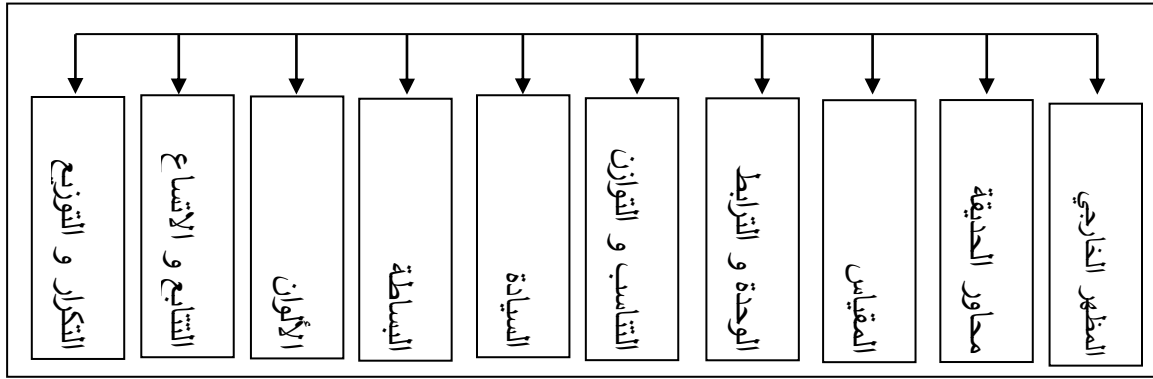 المظهر الخارجي
محاور الحديقة
المقياس
الوحدة و الترابط
التناسب و التوازن
السيادة
البساطة
الألوان
التتابع و الاتساع
التكرار و التوزيع